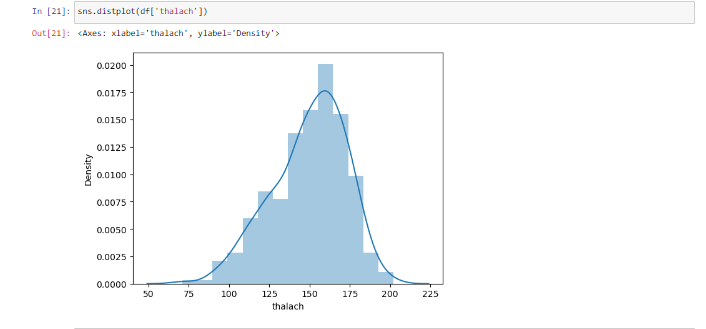 In [21]: sns.distplot(df['thalach'])
Out[21]: <Axes: xlabel='thalach', ylabel='Density'>
0.0200
0.0175
0.0150
0.0125
0.0100
0.0075
0.0050
0.0025
0.0000
Density
50 75 100 125 150 175 200 225
thalach